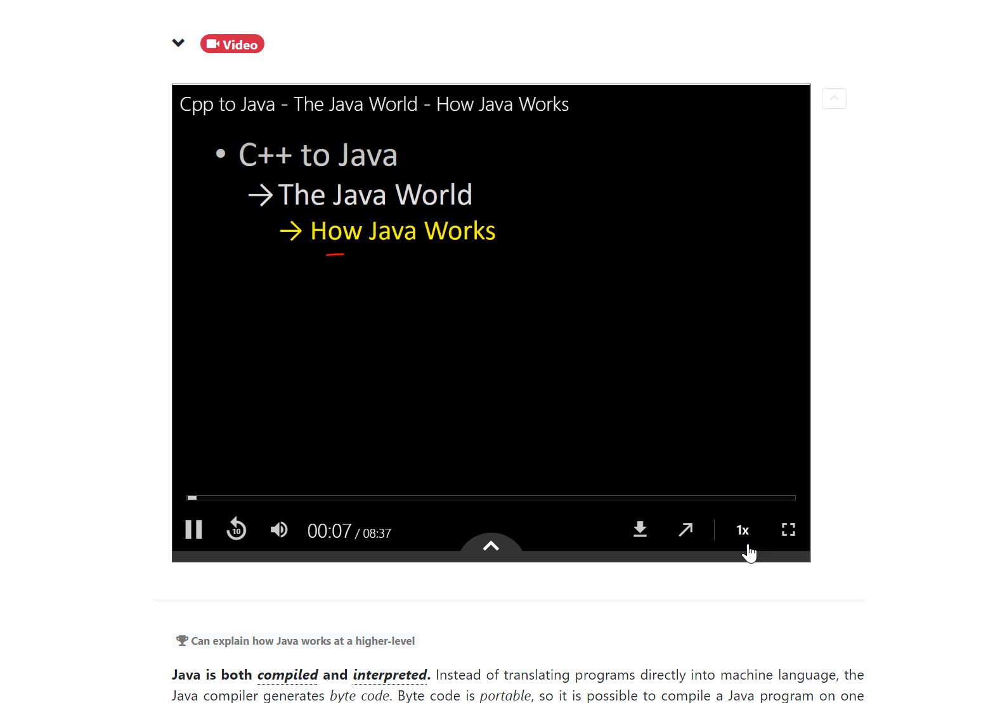 Video
Cpp to Java - The Java World - How Java Works
• C++ to Java
→ The Java World
→ How Java Works
10
00:07 / 08:37
1x
Can explain how Java works at a higher-level
Java is both compiled and interpreted. Instead of translating programs directly into machine language, the
Java compiler generates byte code. Byte code is portable, so it is possible to compile a Java program on one